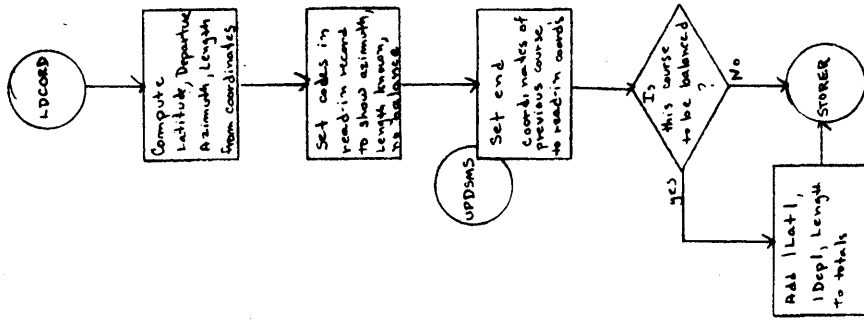 LDCORD
Compute
Latitude, Departure
Azimuth, Length
from coordinates
Set codes in
read-in record
to show azimuth,
Length known,
no balance
UPDSMS
Set end
coordinates of
previous course
to read-in coords
Is
this course
to be balanced
?
yes
No
Add |Lat|,
|Dep|, Length
to totals
STORER